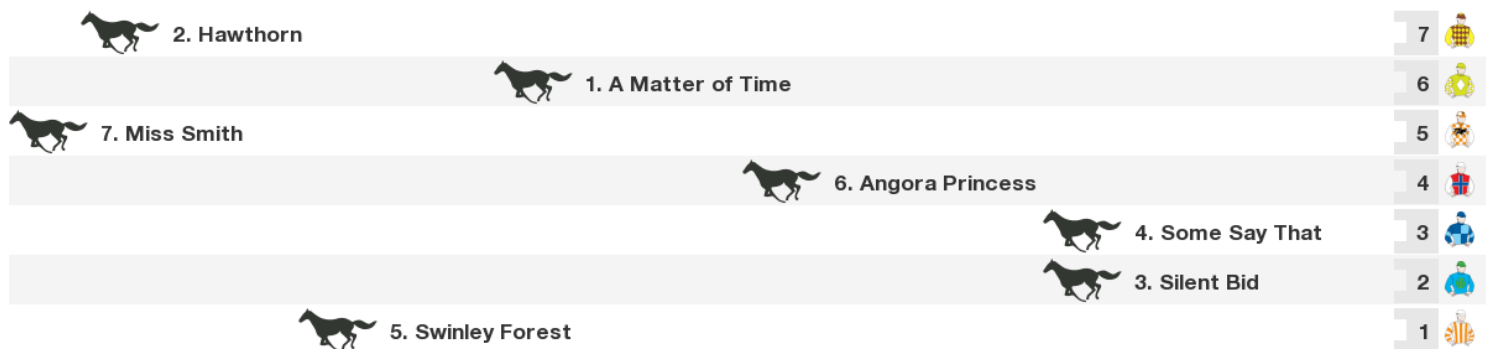 2. Hawthorn 7
1. A Matter of Time 6
7. Miss Smith 5
6. Angora Princess 4
4. Some Say That 3
3. Silent Bid 2
5. Swinley Forest 1